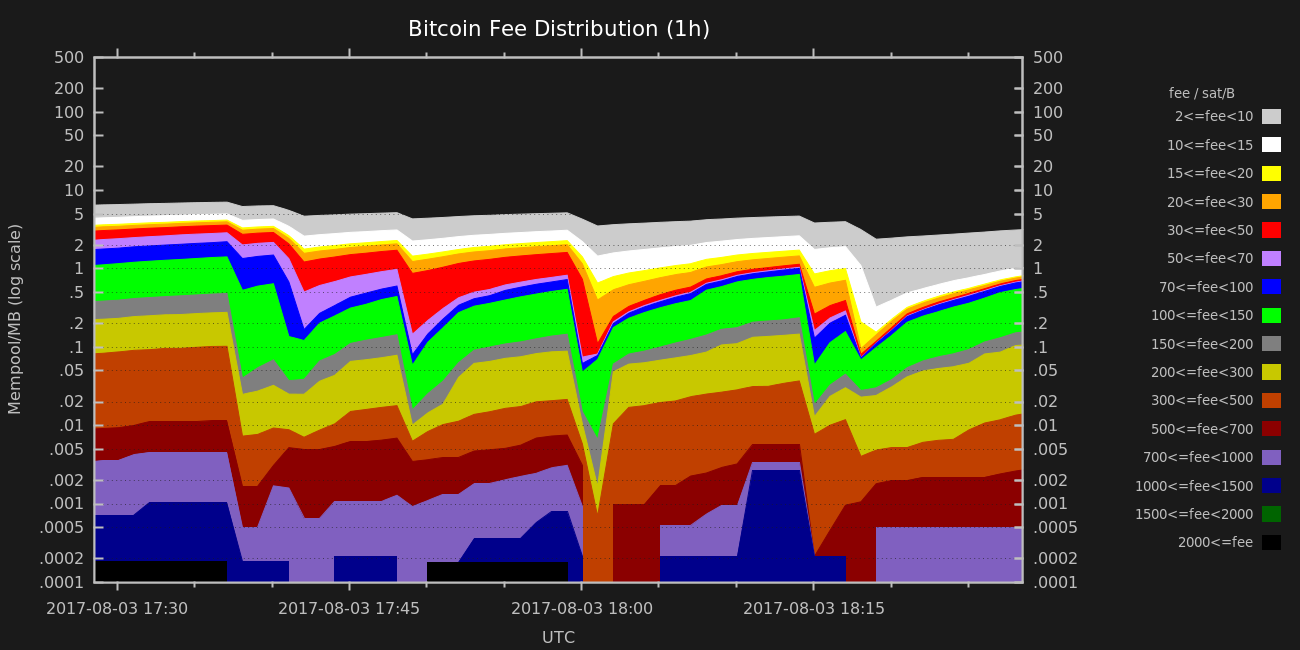 Bitcoin Fee Distribution (1h)
Mempool/MB (log scale)
500
200
100
50
20
10
5
2
1
.5
.2
.1
.05
.02
.01
.005
.002
.001
.0005
.0002
.0001
500
200
100
50
20
10
5
2
1
.5
.2
.1
.05
.02
.01
.005
.002
.001
.0005
.0002
.0001
2017-08-03 17:30
2017-08-03 17:45
2017-08-03 18:00
2017-08-03 18:15
UTC
fee / sat/B
2<=fee<10
10<=fee<15
15<=fee<20
20<=fee<30
30<=fee<50
50<=fee<70
70<=fee<100
100<=fee<150
150<=fee<200
200<=fee<300
300<=fee<500
500<=fee<700
700<=fee<1000
1000<=fee<1500
1500<=fee<2000
2000<=fee